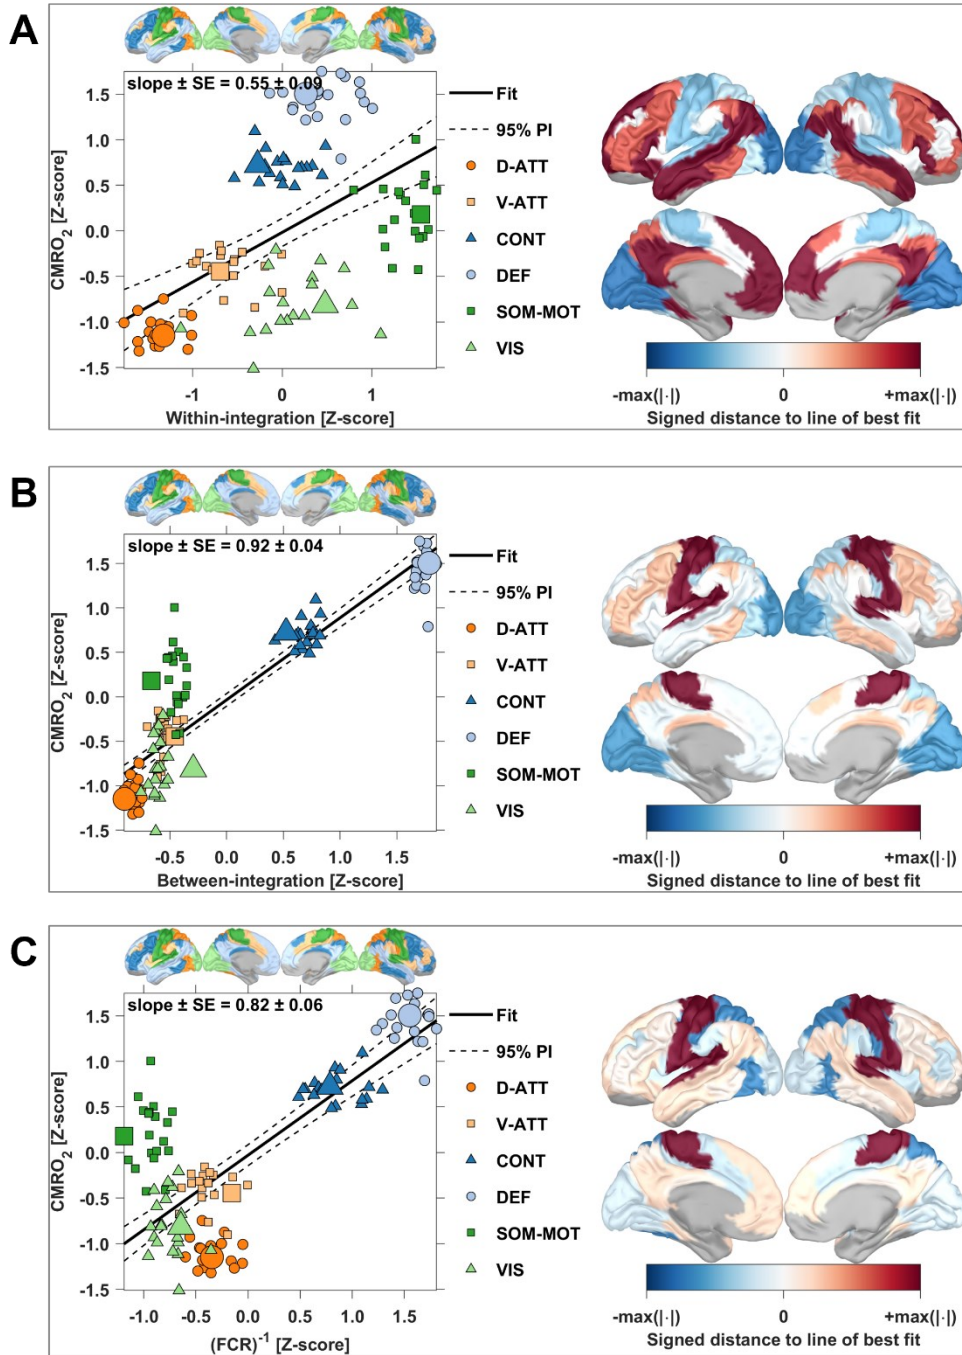 A
slope ± SE = 0.55 ± 0.09
1.5
1.0
0.5
0.0
-0.5
-1.0
-1.5
CMRO2 [Z-score]
-1 0 1
Within-integration [Z-score]
Fit
95% PI
D-ATT
V-ATT
CONT
DEF
SOM-MOT
VIS
-max(|·|) 0 +max(|·|)
Signed distance to line of best fit
B
slope ± SE = 0.92 ± 0.04
1.5
1.0
0.5
0.0
-0.5
-1.0
-1.5
CMRO2 [Z-score]
-0.5 0.0 0.5 1.0 1.5
Between-integration [Z-score]
Fit
95% PI
D-ATT
V-ATT
CONT
DEF
SOM-MOT
VIS
-max(|·|) 0 +max(|·|)
Signed distance to line of best fit
C
slope ± SE = 0.82 ± 0.06
1.5
1.0
0.5
0.0
-0.5
-1.0
-1.5
CMRO2 [Z-score]
-1.0 -0.5 0.0 0.5 1.0 1.5
(FCR)-1 [Z-score]
Fit
95% PI
D-ATT
V-ATT
CONT
DEF
SOM-MOT
VIS
-max(|·|) 0 +max(|·|)
Signed distance to line of best fit